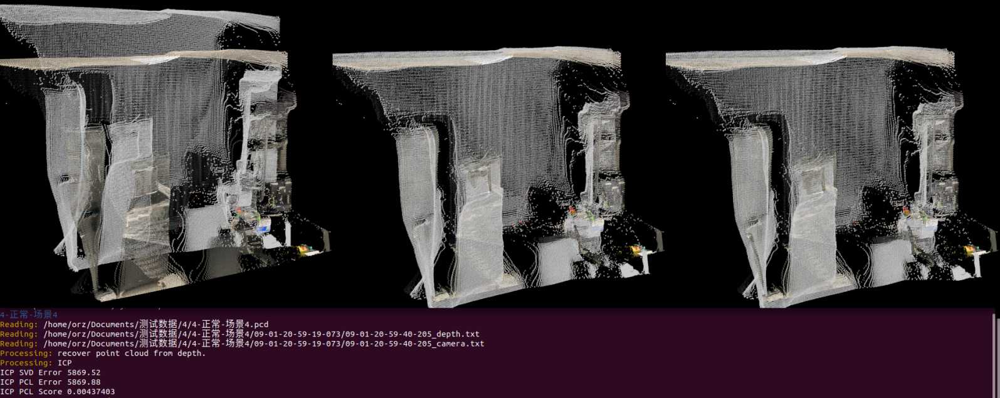 4-正常-场景4
Reading: /home/orz/Documents/测试数据/4/4-正常-场景4.pcd
Reading: /home/orz/Documents/测试数据/4/4-正常-场景4/09-01-20-59-19-073/09-01-20-59-40-205_depth.txt
Reading: /home/orz/Documents/测试数据/4/4-正常-场景4/09-01-20-59-19-073/09-01-20-59-40-205_camera.txt
Processing: recover point cloud from depth.
Processing: ICP
ICP SVD Error 5869.52
ICP PCL Error 5869.88
ICP PCL Score 0.00437403